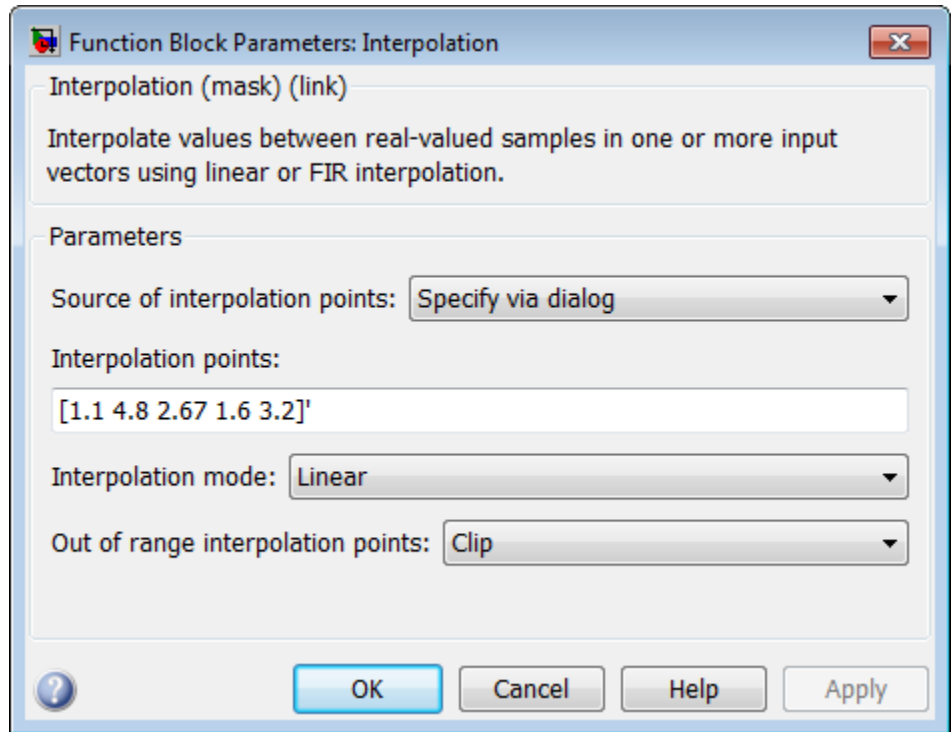 Function Block Parameters: Interpolation
Interpolation (mask) (link)
Interpolate values between real-valued samples in one or more input
vectors using linear or FIR interpolation.
Parameters
Source of interpolation points: Specify via dialog
Interpolation points:
[1.1 4.8 2.67 1.6 3.2]'
Interpolation mode: Linear
Out of range interpolation points: Clip
? OK Cancel Help Apply